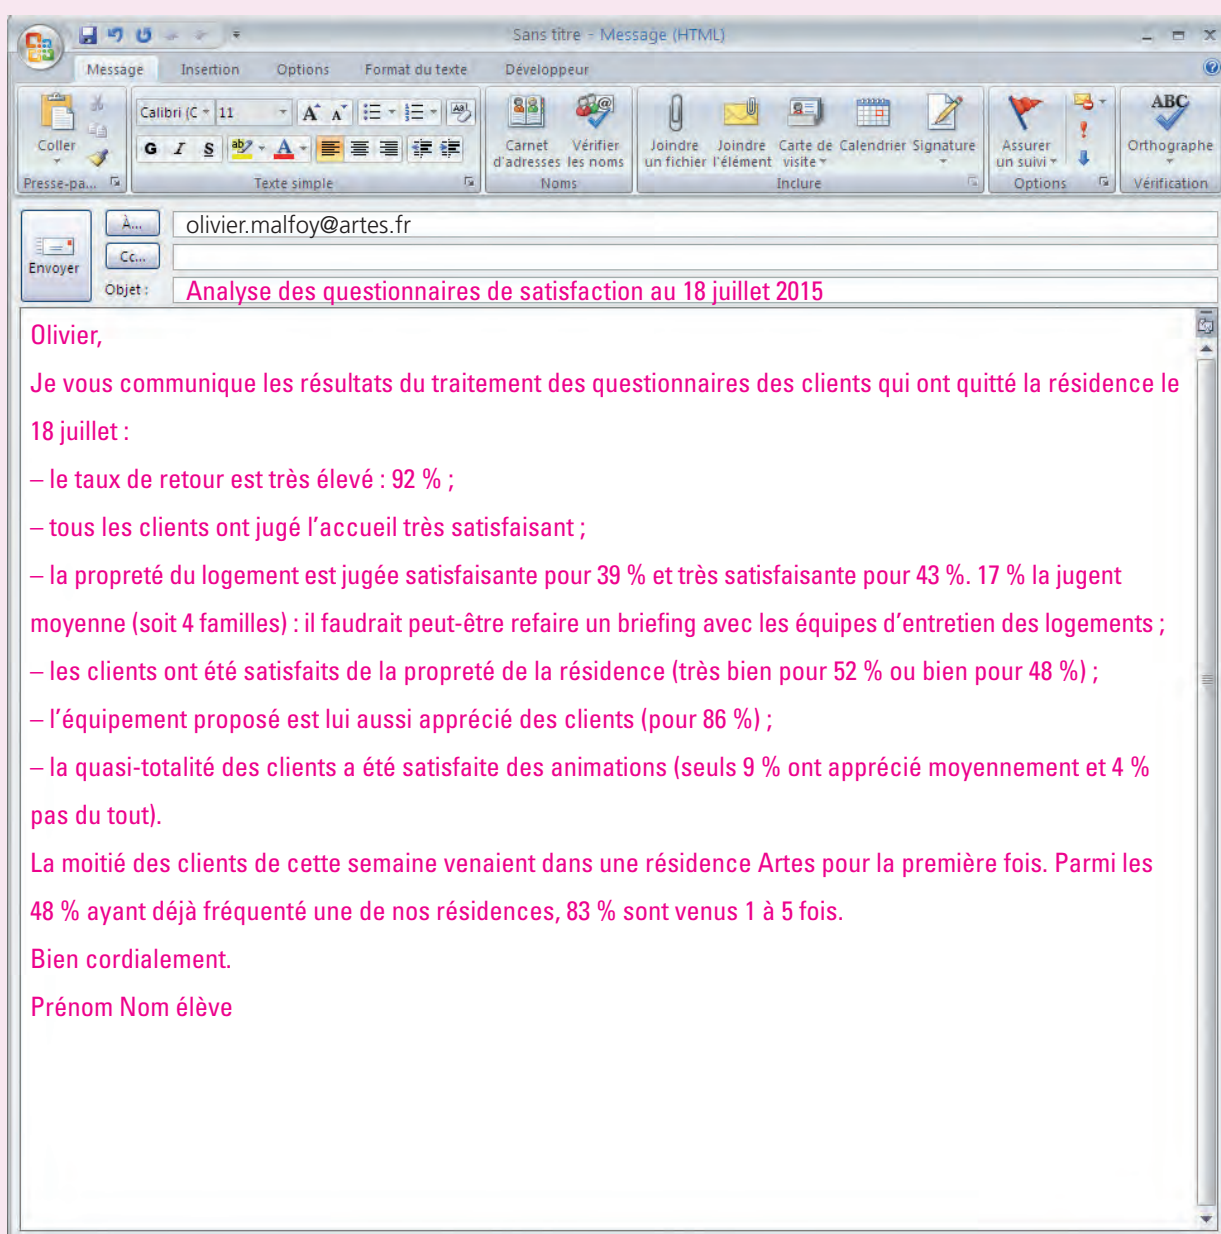 Sans titre - Message (HTML)
Message Insertion Options Format du texte Développeur
Calibri (C 11
Coller
G I S
Carnet d'adresses
Vérifier les noms
Joindre un fichier
Joindre l'élément
Carte de visite
Calendrier
Signature
Assurer un suivi
ABC
Orthographe
Presse-pa... Texte simple Noms Inclure Options Vérification
Envoyer
À... olivier.malfoy@artes.fr
Cc...
Objet : Analyse des questionnaires de satisfaction au 18 juillet 2015
Olivier,
Je vous communique les résultats du traitement des questionnaires des clients qui ont quitté la résidence le
18 juillet :
– le taux de retour est très élevé : 92 % ;
– tous les clients ont jugé l’accueil très satisfaisant ;
– la propreté du logement est jugée satisfaisante pour 39 % et très satisfaisante pour 43 %. 17 % la jugent
moyenne (soit 4 familles) : il faudrait peut-être refaire un briefing avec les équipes d’entretien des logements ;
– les clients ont été satisfaits de la propreté de la résidence (très bien pour 52 % ou bien pour 48 %) ;
– l’équipement proposé est lui aussi apprécié des clients (pour 86 %) ;
– la quasi-totalité des clients a été satisfaite des animations (seuls 9 % ont apprécié moyennement et 4 %
pas du tout).
La moitié des clients de cette semaine venaient dans une résidence Artes pour la première fois. Parmi les
48 % ayant déjà fréquenté une de nos résidences, 83 % sont venus 1 à 5 fois.
Bien cordialement.
Prénom Nom élève